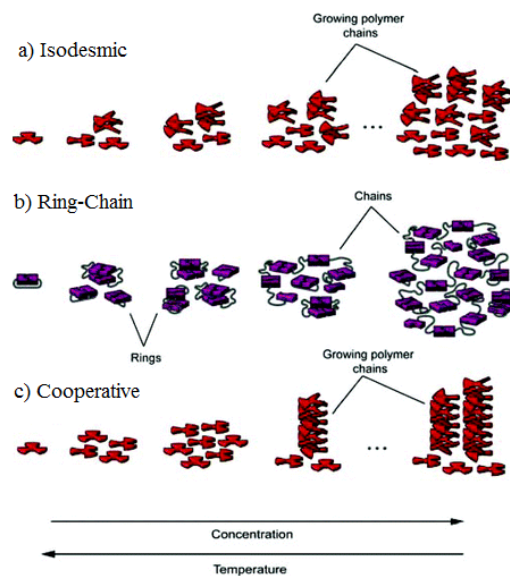 Growing polymer
chains
a) Isodesmic
...
b) Ring-Chain
Chains
Rings
Growing polymer
chains
c) Cooperative
...
Concentration
Temperature